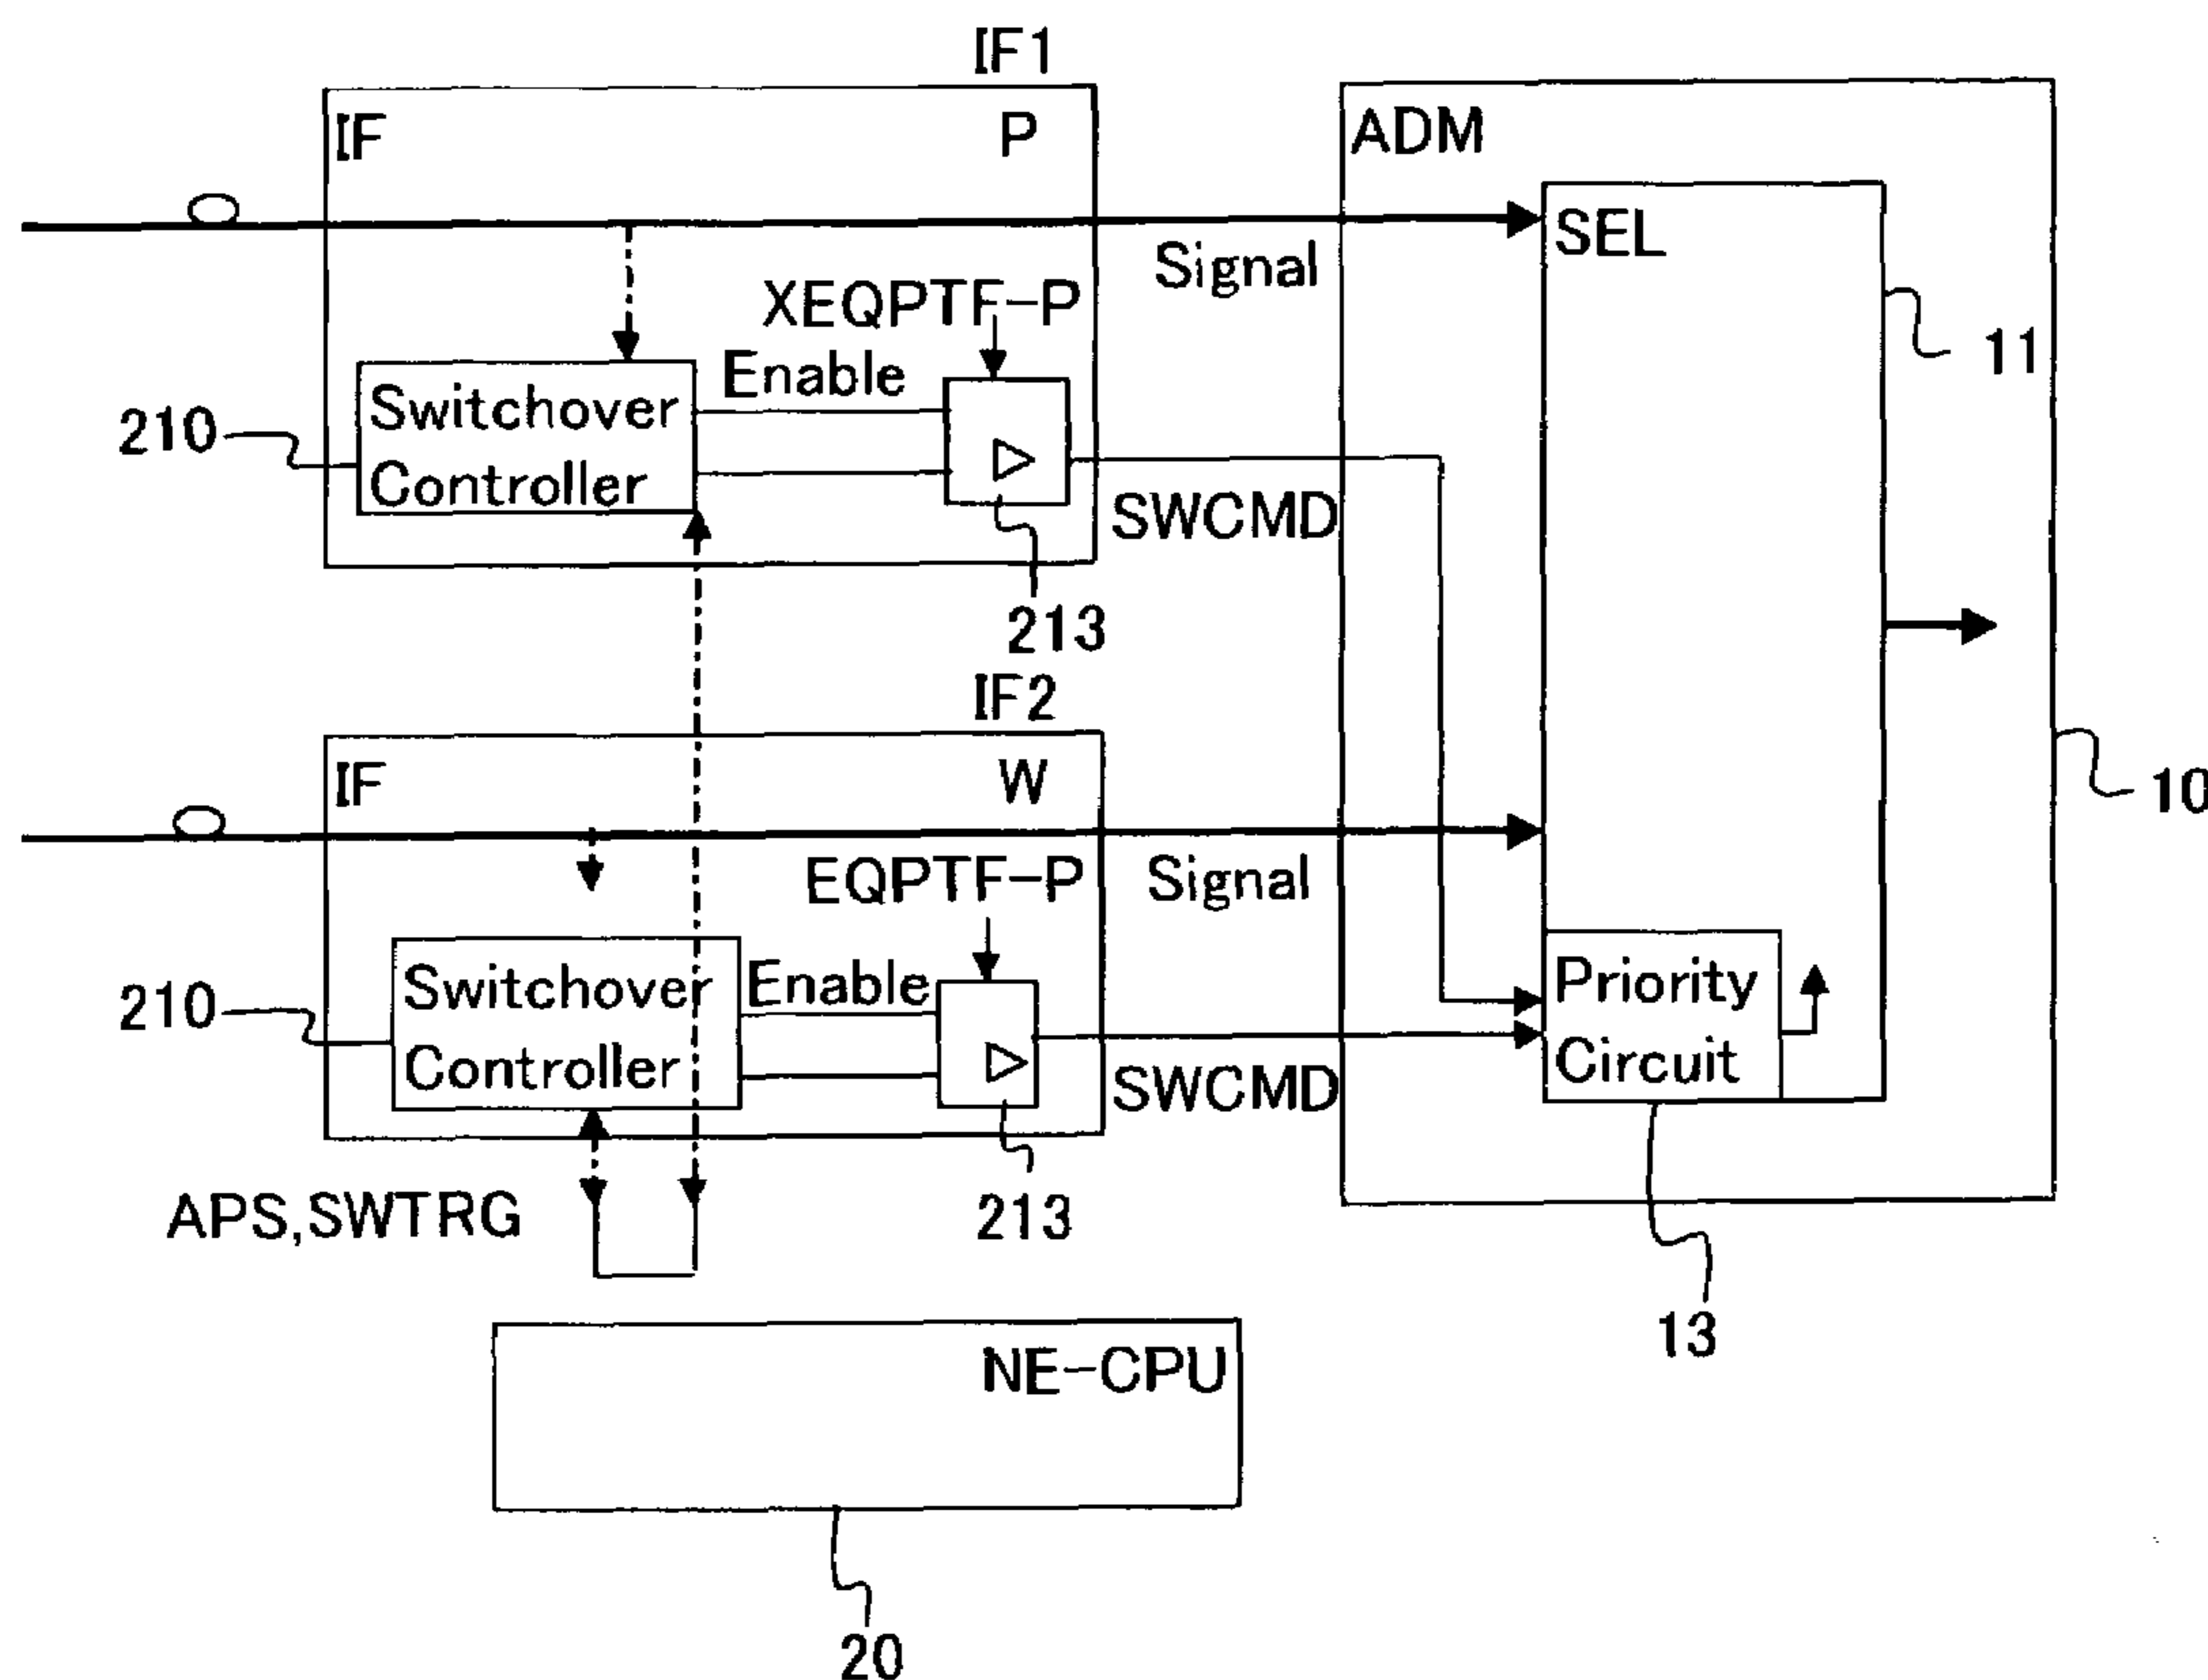 IF1
IF
P
ADM
SEL
Signal
XEQPTF-P
Enable
11
Switchover
Controller
210
SWCMD
213
IF2
IF
W
10
EQPTF-P
Signal
Switchover
Controller
Enable
210
Priority
Circuit
SWCMD
APS,SWTRG
213
13
NE-CPU
20